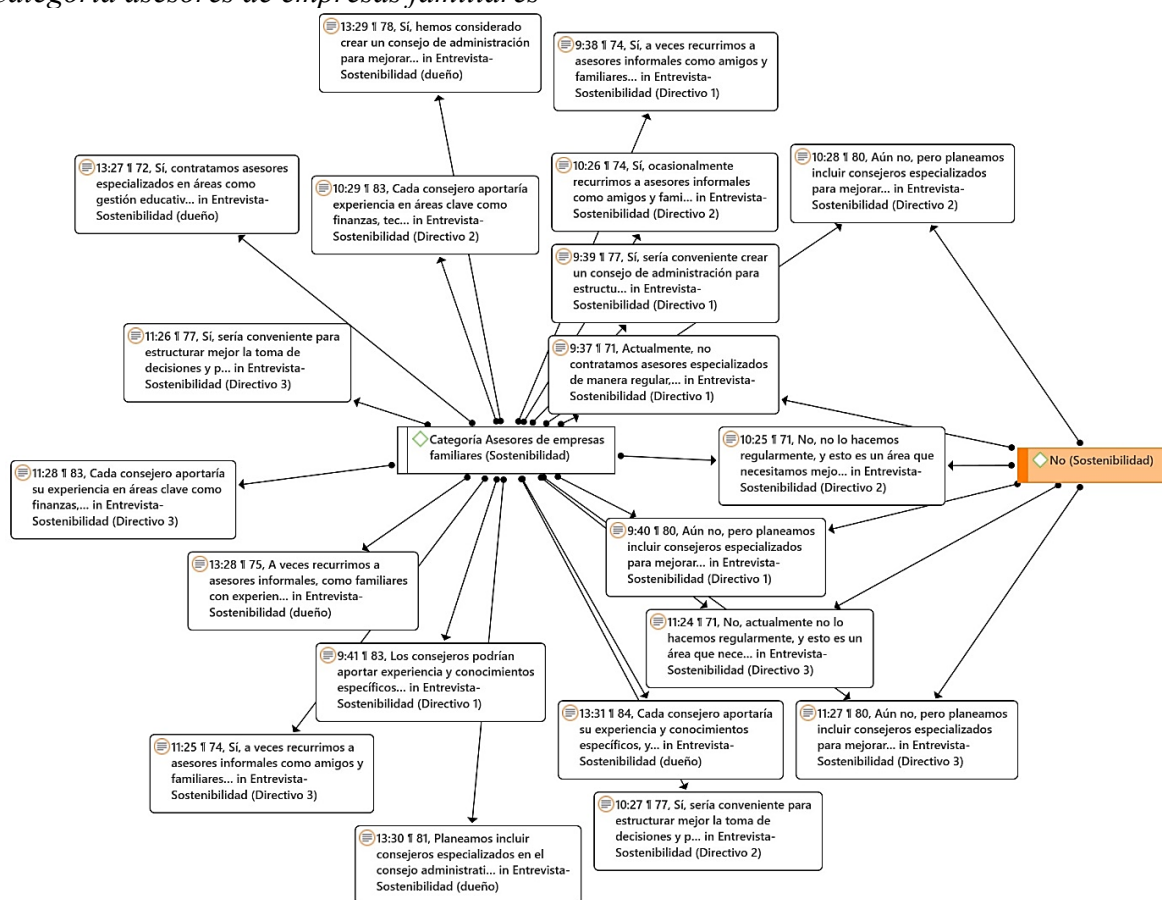 Categoría asesores de empresas familiares
13:29 ¶ 78, Sí, hemos considerado
crear un consejo de administración
para mejorar... in Entrevista-
Sostenibilidad (dueño)
9:38 ¶ 74, Sí, a veces recurrimos a
asesores informales como amigos y
familiares... in Entrevista-
Sostenibilidad (Directivo 1)
13:27 ¶ 72, Sí, contratamos asesores
especializados en áreas como
gestión educativ... in Entrevista-
Sostenibilidad (dueño)
10:29 ¶ 83, Cada consejero aportaría
experiencia en áreas clave como
finanzas, tec... in Entrevista-
Sostenibilidad (Directivo 2)
10:26 ¶ 74, Sí, ocasionalmente
recurrimos a asesores informales
como amigos y fami... in Entrevista-
Sostenibilidad (Directivo 2)
10:28 ¶ 80, Aún no, pero planeamos
incluir consejeros especializados
para mejorar... in Entrevista-
Sostenibilidad (Directivo 2)
9:39 ¶ 77, Sí, sería conveniente crear
un consejo de administración para
estructu... in Entrevista-
Sostenibilidad (Directivo 1)
11:26 ¶ 77, Sí, sería conveniente para
estructurar mejor la toma de
decisiones y p... in Entrevista-
Sostenibilidad (Directivo 3)
9:37 ¶ 71, Actualmente, no
contratamos asesores especializados
de manera regular,... in Entrevista-
Sostenibilidad (Directivo 1)
Categoría Asesores de empresas
familiares (Sostenibilidad)
10:25 ¶ 71, No, no lo hacemos
regularmente, y esto es un área que
necesitamos mejo... in Entrevista-
Sostenibilidad (Directivo 2)
No (Sostenibilidad)
11:28 ¶ 83, Cada consejero aportaría
su experiencia en áreas clave como
finanzas,... in Entrevista-
Sostenibilidad (Directivo 3)
9:40 ¶ 80, Aún no, pero planeamos
incluir consejeros especializados
para mejorar... in Entrevista-
Sostenibilidad (Directivo 1)
13:28 ¶ 75, A veces recurrimos a
asesores informales, como familiares
con experien... in Entrevista-
Sostenibilidad (dueño)
11:24 ¶ 71, No, actualmente no lo
hacemos regularmente, y esto es un
área que nece... in Entrevista-
Sostenibilidad (Directivo 3)
9:41 ¶ 83, Los consejeros podrían
aportar experiencia y conocimientos
específicos... in Entrevista-
Sostenibilidad (Directivo 1)
13:31 ¶ 84, Cada consejero aportaría
su experiencia y conocimientos
específicos, y... in Entrevista-
Sostenibilidad (dueño)
11:27 ¶ 80, Aún no, pero planeamos
incluir consejeros especializados
para mejorar... in Entrevista-
Sostenibilidad (Directivo 3)
11:25 ¶ 74, Sí, a veces recurrimos a
asesores informales como amigos y
familiares... in Entrevista-
Sostenibilidad (Directivo 3)
10:27 ¶ 77, Sí, sería conveniente para
estructurar mejor la toma de
decisiones y p... in Entrevista-
Sostenibilidad (Directivo 2)
13:30 ¶ 81, Planeamos incluir
consejeros especializados en el
consejo administrati... in Entrevista-
Sostenibilidad (dueño)